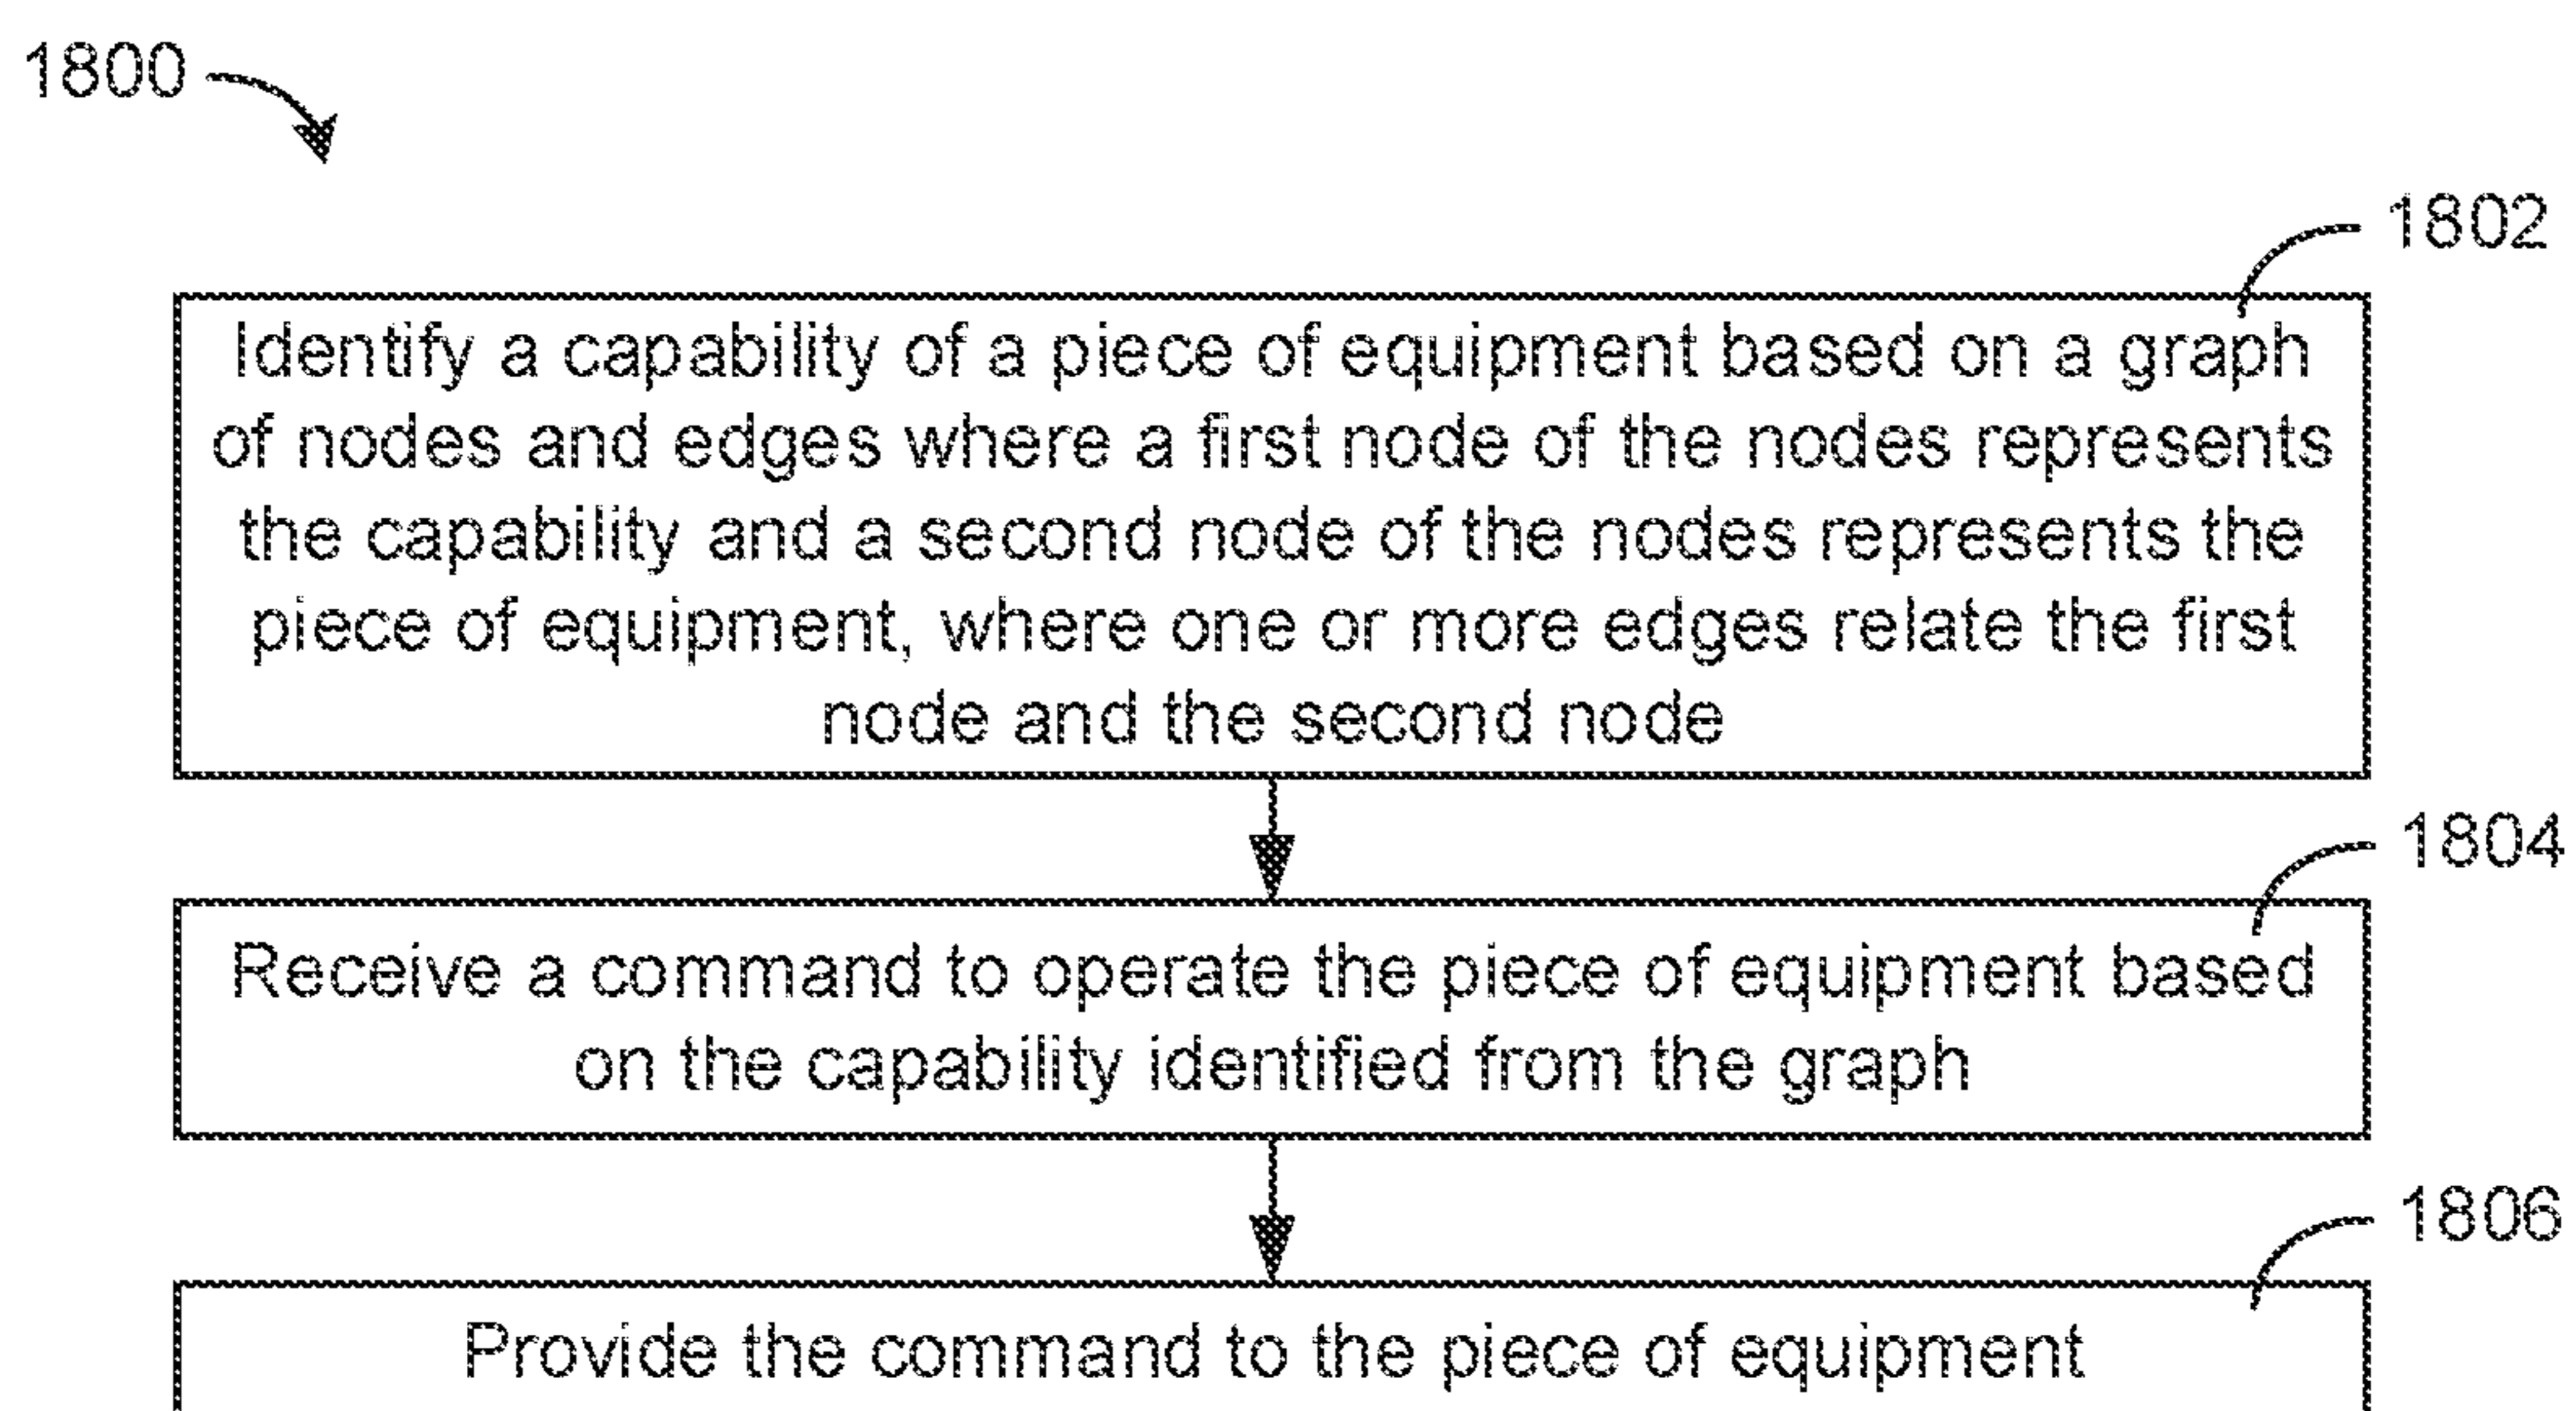 1800
1802
Identify a capability of a piece of equipment based on a graph
of nodes and edges where a first node of the nodes represents
the capability and a second node of the nodes represents the
piece of equipment, where one or more edges relate the first
node and the second node
1804
Receive a command to operate the piece of equipment based
on the capability identified from the graph
1806
Provide the command to the piece of equipment